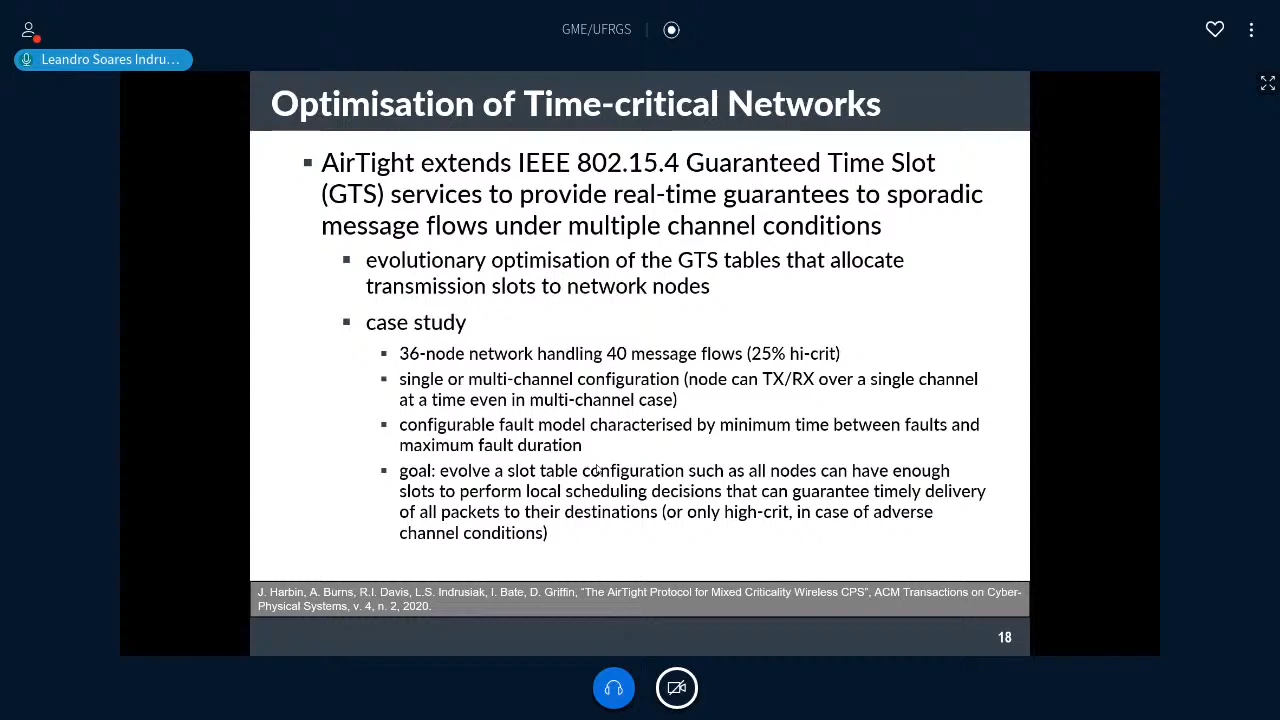 GME/UFRGS
Leandro Soares Indru...
Optimisation of Time-critical Networks
AirTight extends IEEE 802.15.4 Guaranteed Time Slot
(GTS) services to provide real-time guarantees to sporadic
message flows under multiple channel conditions
evolutionary optimisation of the GTS tables that allocate
transmission slots to network nodes
case study
36-node network handling 40 message flows (25% hi-crit)
single or multi-channel configuration (node can TX/RX over a single channel
at a time even in multi-channel case)
configurable fault model characterised by minimum time between faults and
maximum fault duration
goal: evolve a slot table configuration such as all nodes can have enough
slots to perform local scheduling decisions that can guarantee timely delivery
of all packets to their destinations (or only high-crit, in case of adverse
channel conditions)
J. Harbin, A. Burns, R.I. Davis, L.S. Indrusiak, I. Bate, D. Griffin, "The AirTight Protocol for Mixed Criticality Wireless CPS", ACM Transactions on Cyber-
Physical Systems, v. 4, n. 2, 2020.
18